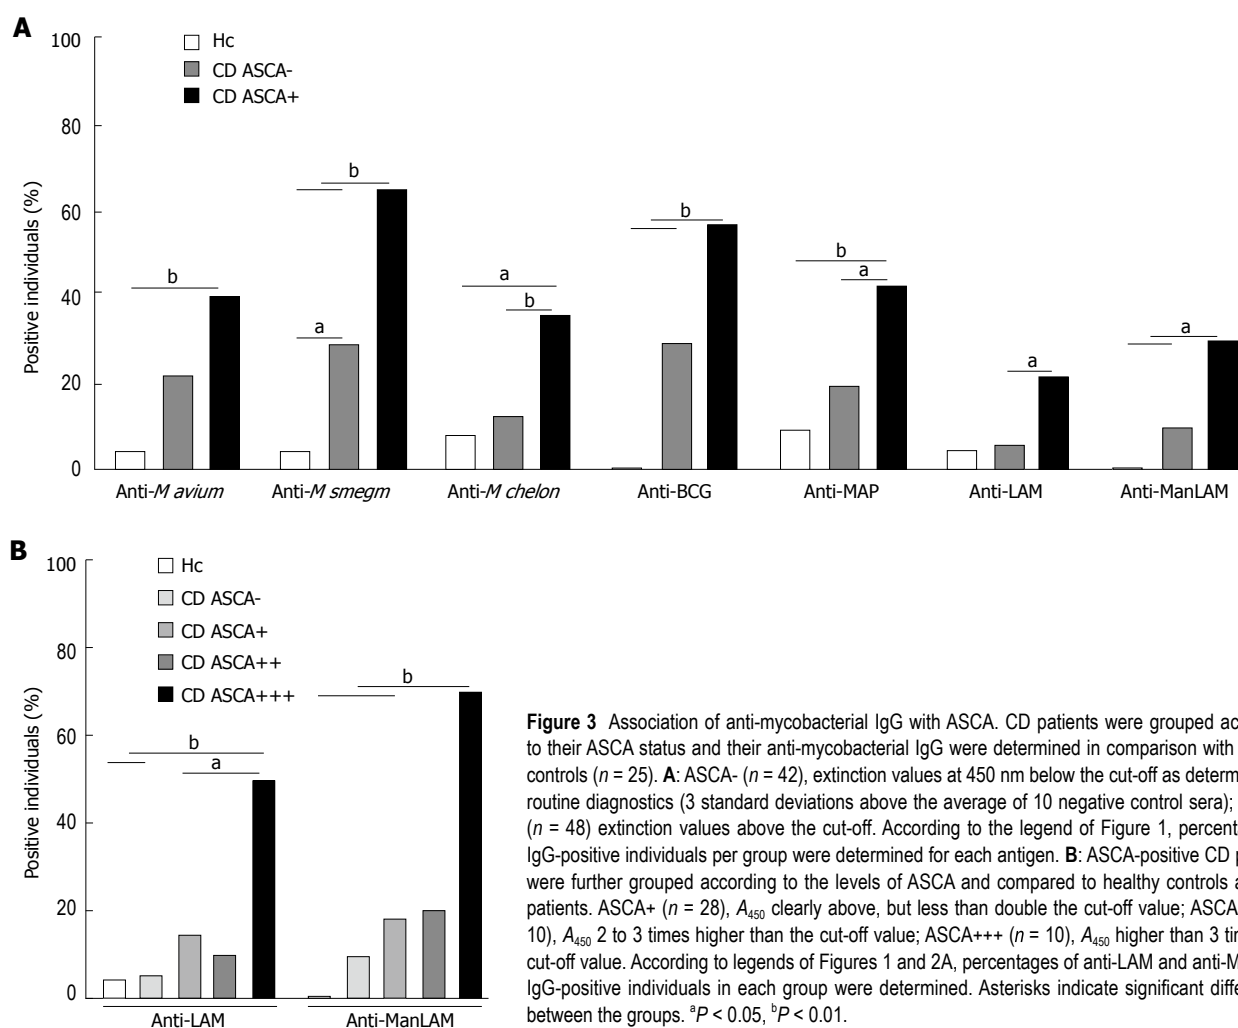 A
100
80
60
40
20
0
Positive individuals (%)
Hc
CD ASCA-
CD ASCA+
b
b
a
a
b
b
b
a
a
a
Anti-M avium
Anti-M smegm
Anti-M chelon
Anti-BCG
Anti-MAP
Anti-LAM
Anti-ManLAM
B
100
80
60
40
20
0
Positive individuals (%)
Hc
CD ASCA-
CD ASCA+
CD ASCA++
CD ASCA+++
b
a
b
Anti-LAM
Anti-ManLAM
Figure 3 Association of anti-mycobacterial IgG with ASCA. CD patients were grouped
to their ASCA status and their anti-mycobacterial IgG were determined in comparison with
controls (n = 25). A: ASCA- (n = 42), extinction values at 450 nm below the cut-off as
routine diagnostics (3 standard deviations above the average of 10 negative control sera);
(n = 48) extinction values above the cut-off. According to the legend of Figure 1,
IgG-positive individuals per group were determined for each antigen. B: ASCA-positive CD
were further grouped according to the levels of ASCA and compared to healthy controls
patients. ASCA+ (n = 28), A450 clearly above, but less than double the cut-off value;
10), A450 2 to 3 times higher than the cut-off value; ASCA+++ (n = 10), A450 higher than 3
cut-off value. According to legends of Figures 1 and 2A, percentages of anti-LAM and
IgG-positive individuals in each group were determined. Asterisks indicate significant
between the groups. aP < 0.05, bP < 0.01.